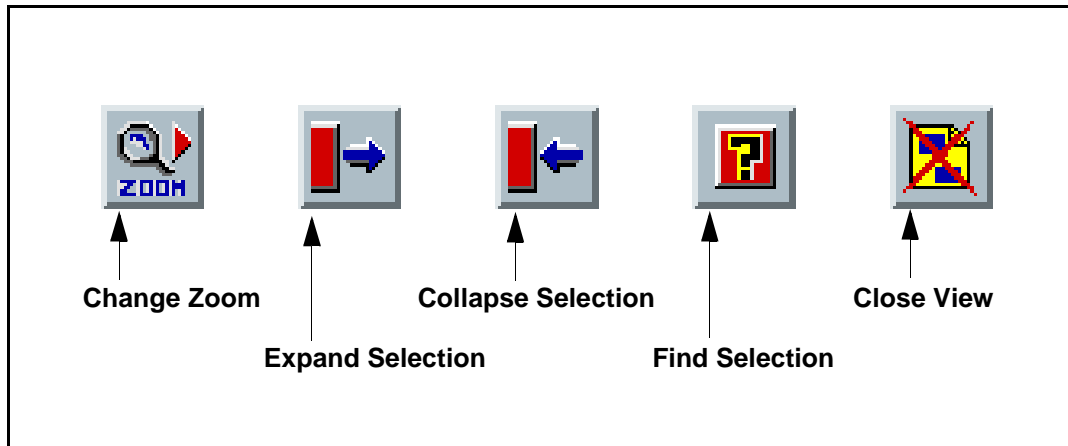 ZOOM
?
Change Zoom
Collapse Selection
Close View
Expand Selection
Find Selection